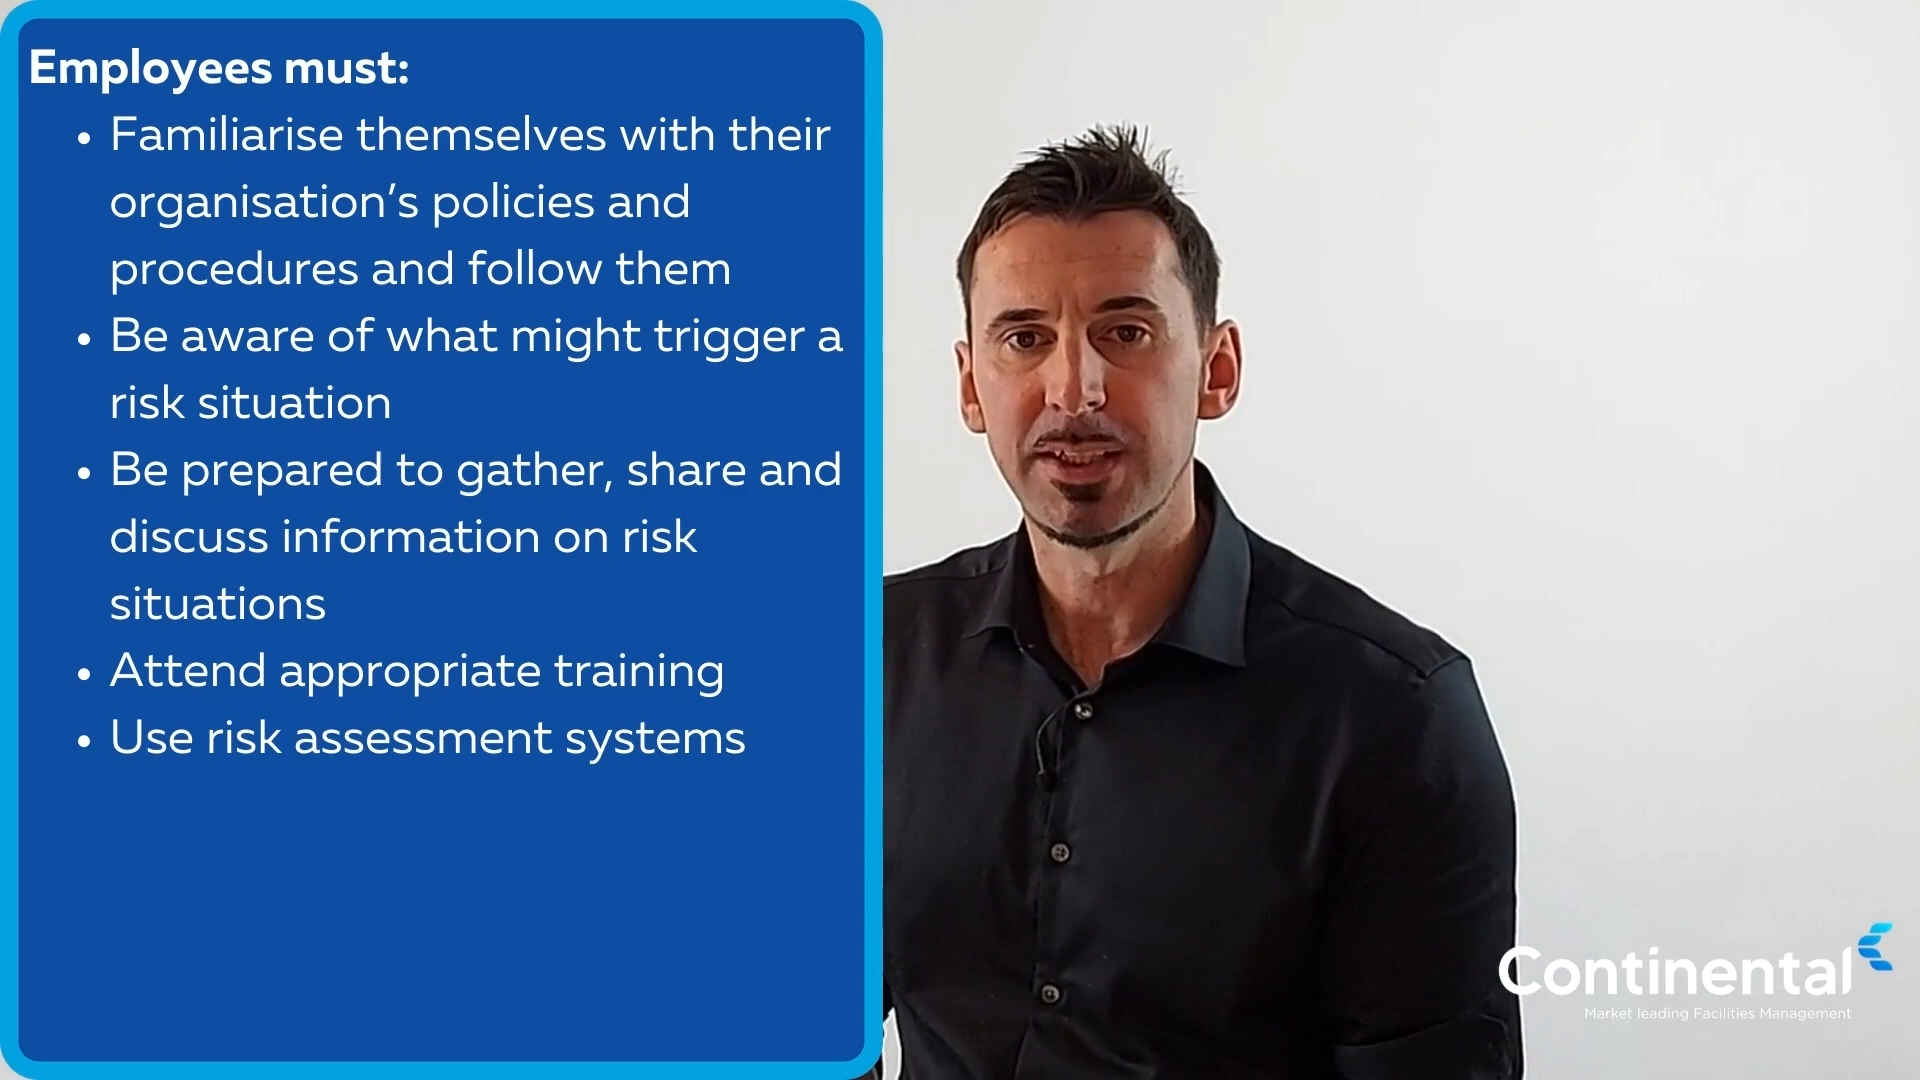 Employees must:
• Familiarise themselves with their
organisation’s policies and
procedures and follow them
• Be aware of what might trigger a
risk situation
• Be prepared to gather, share and
discuss information on risk
situations
• Attend appropriate training
• Use risk assessment systems
Continental
Market leading Facilities Management